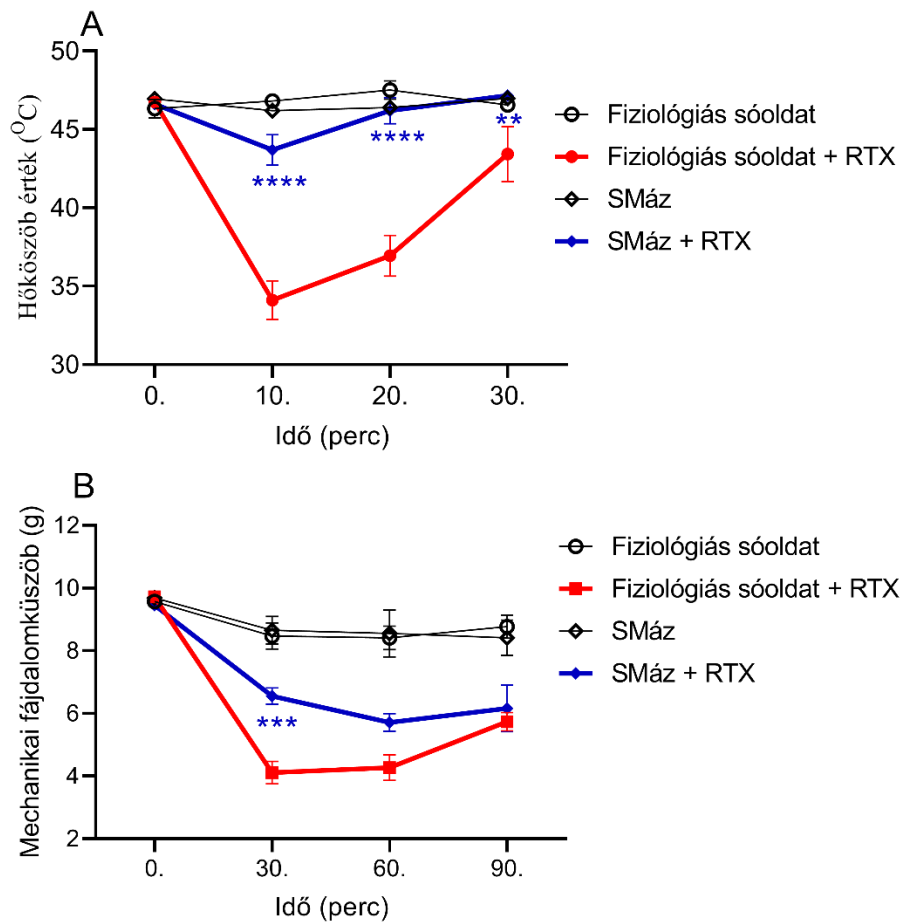 A
50
45
40
35
30
Hőköszöb érték (⁰C)
****
****
**
0.
10.
20.
30.
Idő (perc)
Fiziológiás sóoldat
Fiziológiás sóoldat + RTX
SMáz
SMáz + RTX
B
12
10
8
6
4
2
Mechanikai fájdalomküszöb (g)
***
0.
30.
60.
90.
Idő (perc)
Fiziológiás sóoldat
Fiziológiás sóoldat + RTX
SMáz
SMáz + RTX